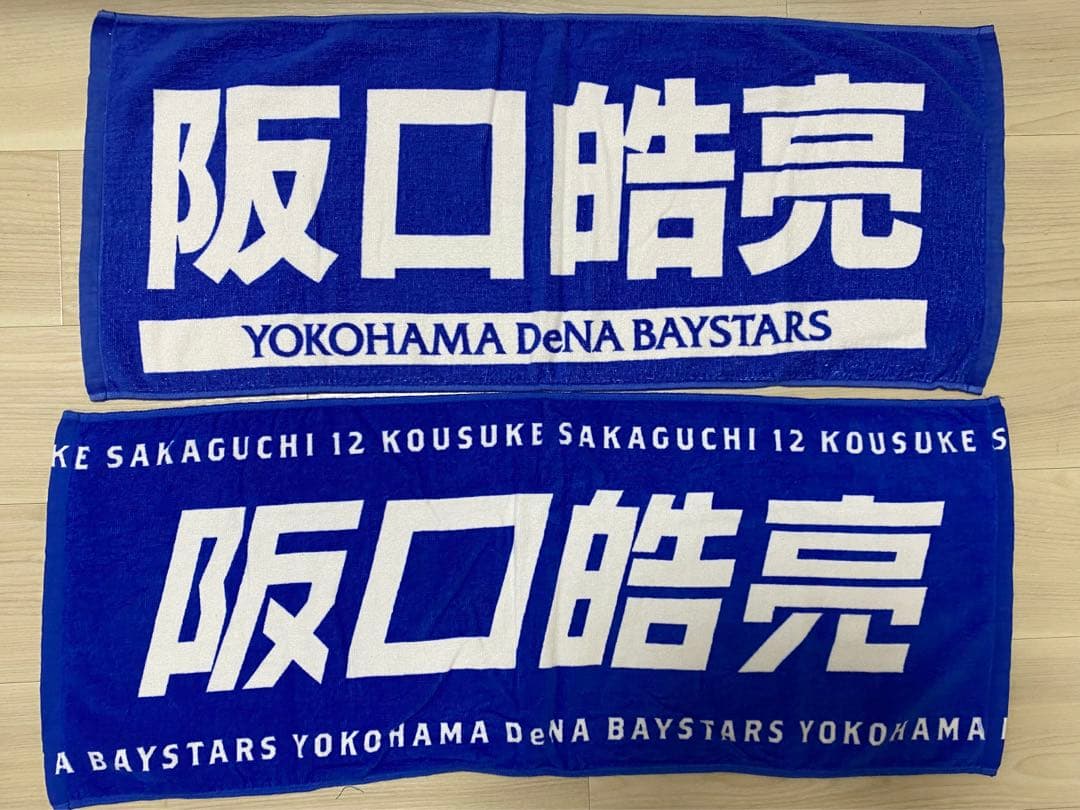 阪口皓亮
YOKOHAMA DeNA BAYSTARS
KE SAKAGUCHI 12 KOUSUKE SAKAGUCHI 12 KOUSUKE S
阪口皓亮
A BAYSTARS YOKOHAMA DeNA BAYSTARS YOKOHAMA